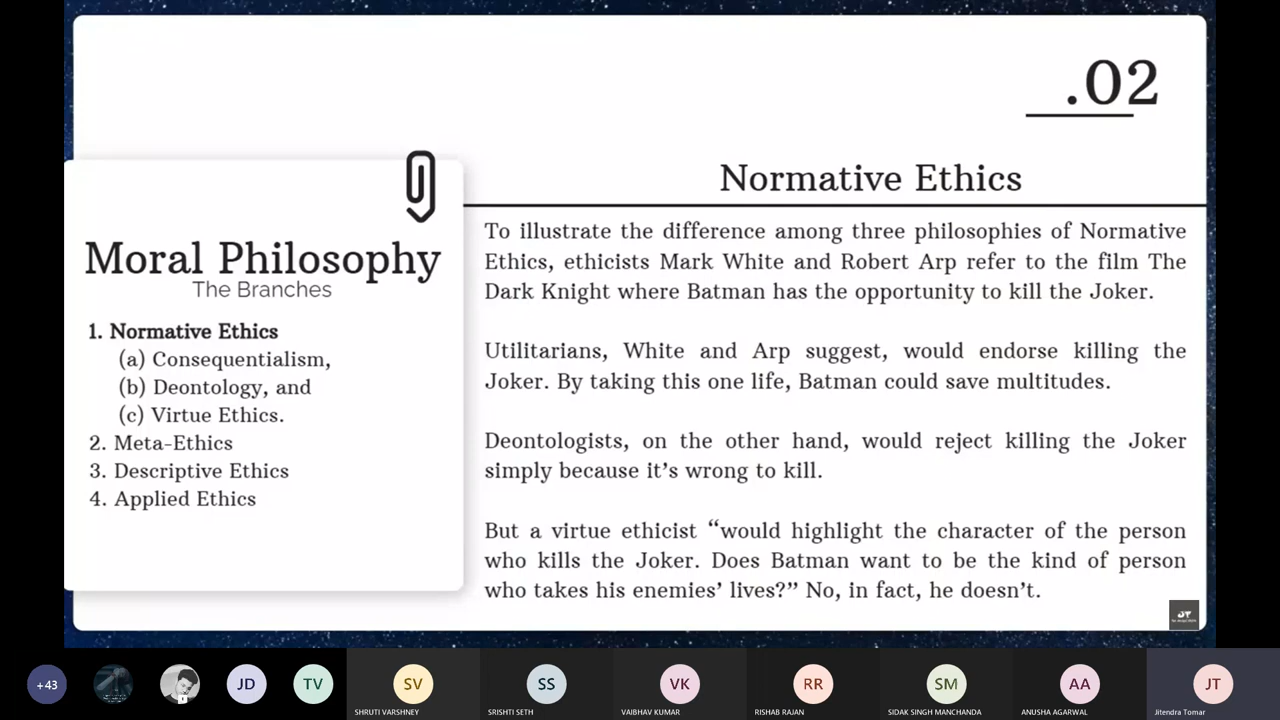 .02
Normative Ethics
Moral Philosophy
The Branches
1. Normative Ethics
(a) Consequentialism,
(b) Deontology, and
(c) Virtue Ethics.
2. Meta-Ethics
3. Descriptive Ethics
4. Applied Ethics
To illustrate the difference among three philosophies of Normative
Ethics, ethicists Mark White and Robert Arp refer to the film The
Dark Knight where Batman has the opportunity to kill the Joker.
Utilitarians, White and Arp suggest, would endorse killing the
Joker. By taking this one life, Batman could save multitudes.
Deontologists, on the other hand, would reject killing the Joker
simply because it’s wrong to kill.
But a virtue ethicist “would highlight the character of the person
who kills the Joker. Does Batman want to be the kind of person
who takes his enemies’ lives?” No, in fact, he doesn’t.
+43
JD
TV
SV
SHRUTI VARSHNEY
SS
SRISHTI SETH
VK
VAIBHAV KUMAR
RR
RISHAB RAJAN
SM
SIDAK SINGH MANCHANDA
AA
ANUSHA AGARWAL
JT
Jitendra Tomar